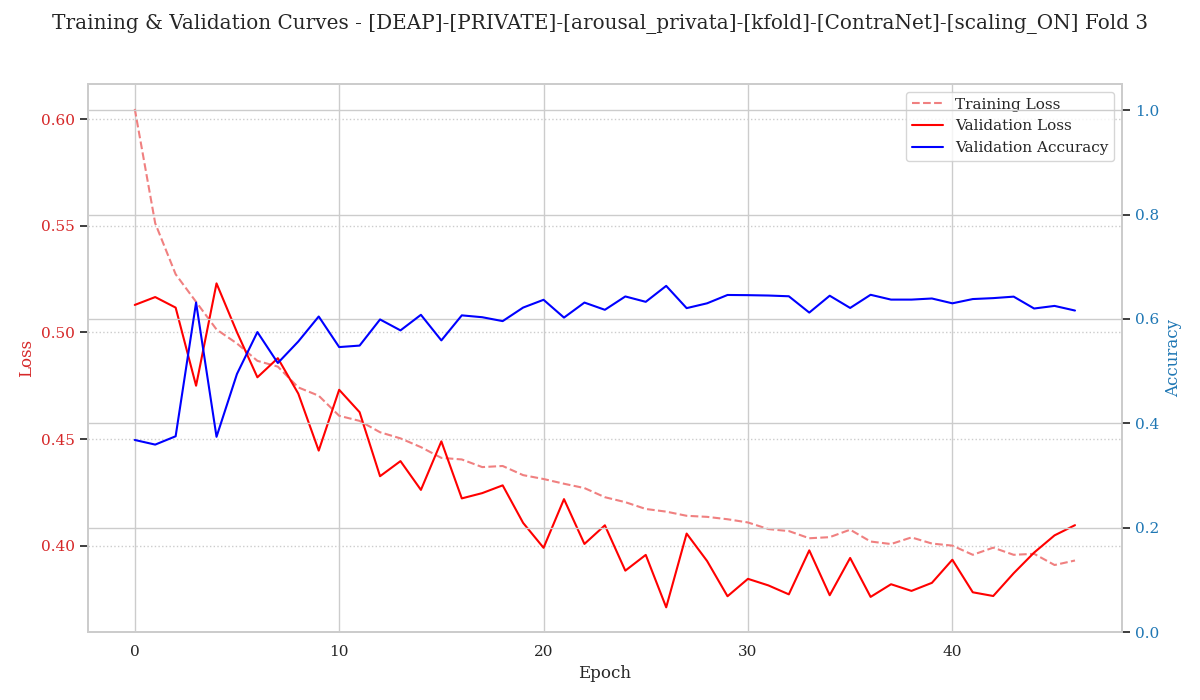 Training & Validation Curves - [DEAP]-[PRIVATE]-[arousal_privata]-[kfold]-[ContraNet]-[scaling_ON] Fold 3
Training Loss
Validation Loss
Validation Accuracy
0.60
0.55
0.50
0.45
0.40
Loss
1.0
0.8
0.6
0.4
0.2
0.0
Accuracy
0
10
20
30
40
Epoch